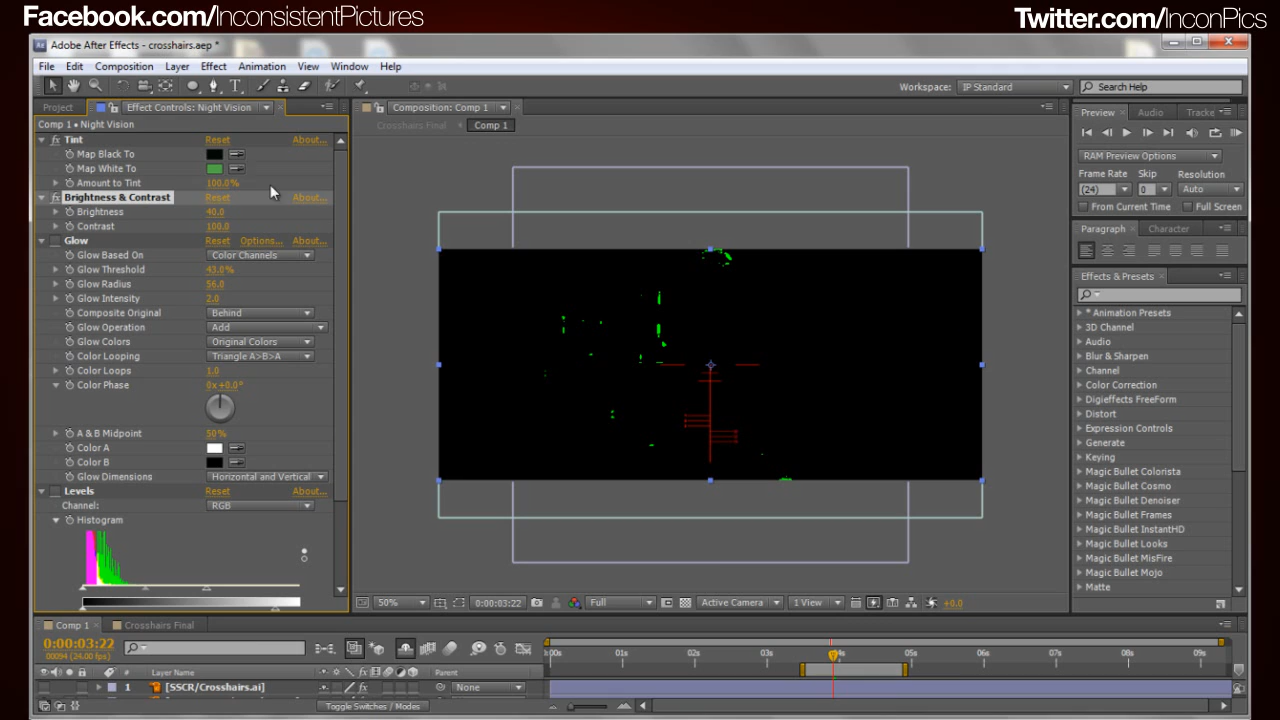 Facebook.com/InconsistentPictures
Twitter.com/InconPics
Adobe After Effects - crosshairs.aep *
File Edit Composition Layer Effect Animation View Window Help
Workspace: IP Standard
Search Help
Project
Effect Controls: Night Vision
Comp 1 • Night Vision
Tint Reset About...
Map Black To
Map White To
Amount to Tint 100.0%
Brightness & Contrast Reset About...
Brightness 40.0
Contrast 100.0
Glow Reset Options... About...
Glow Based On Color Channels
Glow Threshold 43.0%
Glow Radius 56.0
Glow Intensity 2.0
Composite Original Behind
Glow Operation Add
Glow Colors Original Colors
Color Looping Triangle A>B>A
Color Loops 1.0
Color Phase 0x+0.0°
A & B Midpoint 50%
Color A
Color B
Glow Dimensions Horizontal and Vertical
Levels Reset About...
Channel: RGB
Histogram
Composition: Comp 1
Crosshairs Final Comp 1
50% 0:00:03:22 Full Active Camera 1 View +0.0
Preview Audio Tracke
RAM Preview Options
Frame Rate Skip Resolution
(24) 0 Auto
From Current Time Full Screen
Paragraph Character
Effects & Presets
* Animation Presets
3D Channel
Audio
Blur & Sharpen
Channel
Color Correction
Digieffects FreeForm
Distort
Expression Controls
Generate
Keying
Magic Bullet Colorista
Magic Bullet Cosmo
Magic Bullet Denoiser
Magic Bullet Frames
Magic Bullet InstantHD
Magic Bullet Looks
Magic Bullet MisFire
Magic Bullet Mojo
Matte
Comp 1 Crosshairs Final
0:00:03:22
00094 (24.00 fps)
:00s 01s 02s 03s 04s 05s 06s 07s 08s 09s
# Layer Name Parent
1 [SSCR/Crosshairs.ai] None
Toggle Switches / Modes